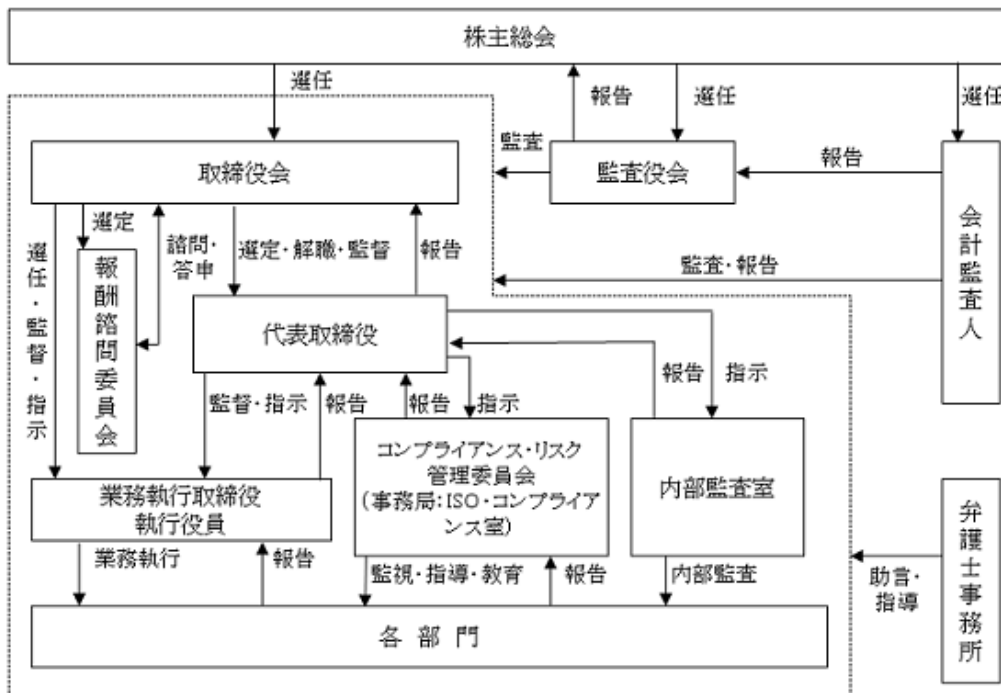 株主総会
選任
報告
選任
選任
取締役会
監査
監査役会
報告
会計監査人
選定
諮問・
答申
選定・解職・監督
報告
選任・監督・指示
報酬諮問委員会
監査・報告
代表取締役
監督・指示
報告
報告
指示
報告
指示
業務執行取締役
執行役員
コンプライアンス・リスク
管理委員会
(事務局:ISO・コンプライア
ンス室)
内部監査室
弁護士事務所
業務執行
報告
監視・指導・教育
報告
内部監査
助言・
指導
各 部 門